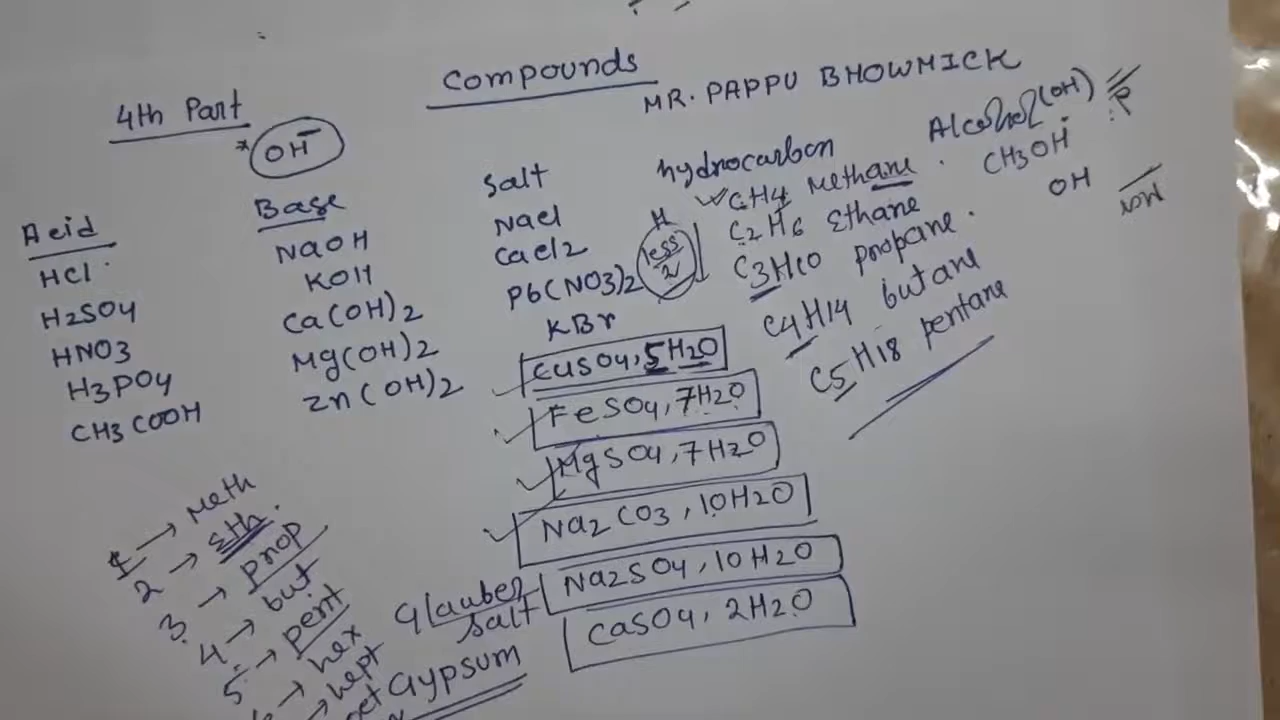 Compounds
MR. PAPPU BHOWMICK
4th Part
* OH⁻
Acid
HCl
H2SO4
HNO3
H3PO4
CH3COOH
Base
NaOH
KOH
Ca(OH)2
Mg(OH)2
Zn(OH)2
Salt
NaCl
CaCl2
Pb(NO3)2
KBr
CUSO4, 5H2O
FeSO4, 7H2O
MgSO4, 7H2O
Na2CO3, 10H2O
Glauber salt Na2SO4, 10H2O
Gypsum CaSO4, 2H2O
hydrocarbon
CH4 Methane
C2H6 Ethane
C3H10 propane
C4H14 butane
C5H18 pentane
H
less
2
Alcohol (OH)
CH3OH
OH
1 → Meth
2 → Eth
3 → prop
4 → but
5 → pent
6 → hex
→ hept